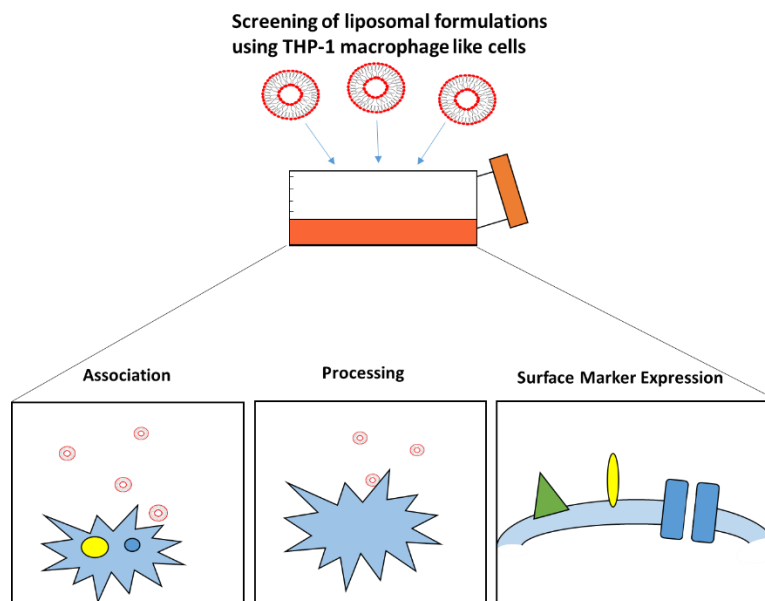 Screening of liposomal formulations
using THP-1 macrophage like cells
Association
Processing
Surface Marker Expression